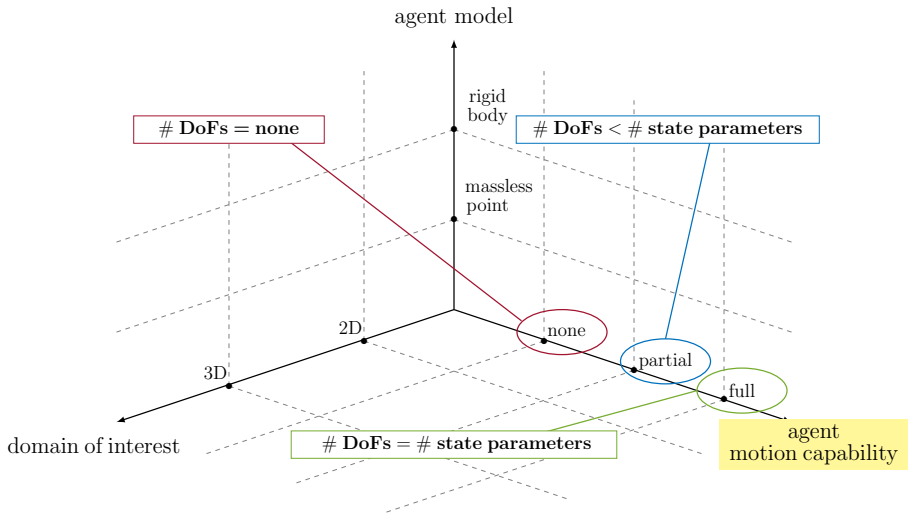 agent model
rigid
body
# DoFs = none
# DoFs < # state parameters
massless
point
2D
none
partial
3D
full
domain of interest
# DoFs = # state parameters
agent
motion capability